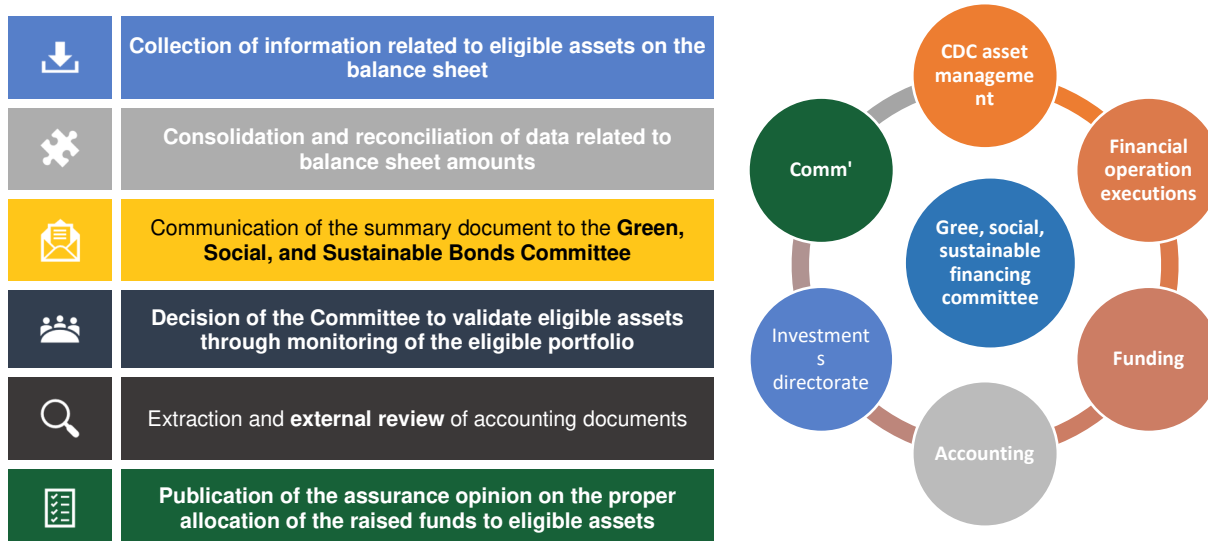 Collection of information related to eligible assets on the
balance sheet
Consolidation and reconciliation of data related to
balance sheet amounts
Communication of the summary document to the Green,
Social, and Sustainable Bonds Committee
Decision of the Committee to validate eligible assets
through monitoring of the eligible portfolio
Extraction and external review of accounting documents
Publication of the assurance opinion on the proper
allocation of the raised funds to eligible assets
CDC asset
manageme
nt
Financial
operation
executions
Funding
Accounting
Investment
s
directorate
Comm'
Gree, social,
sustainable
financing
committee